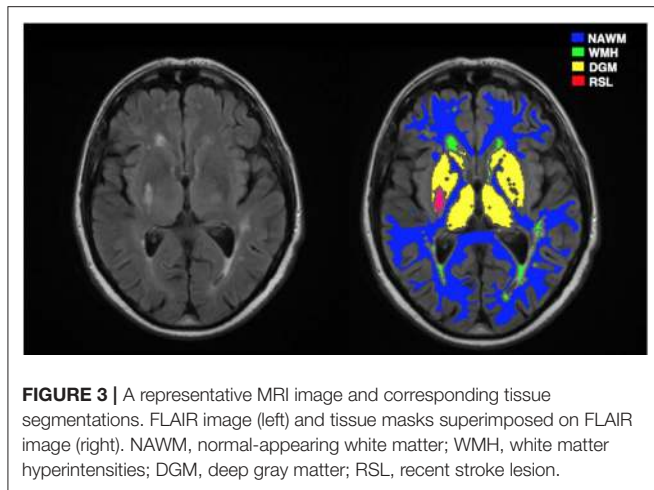 NAWM
WMH
DGM
RSL
FIGURE 3 | A representative MRI image and corresponding tissue
segmentations. FLAIR image (left) and tissue masks superimposed on FLAIR
image (right). NAWM, normal-appearing white matter; WMH, white matter
hyperintensities; DGM, deep gray matter; RSL, recent stroke lesion.